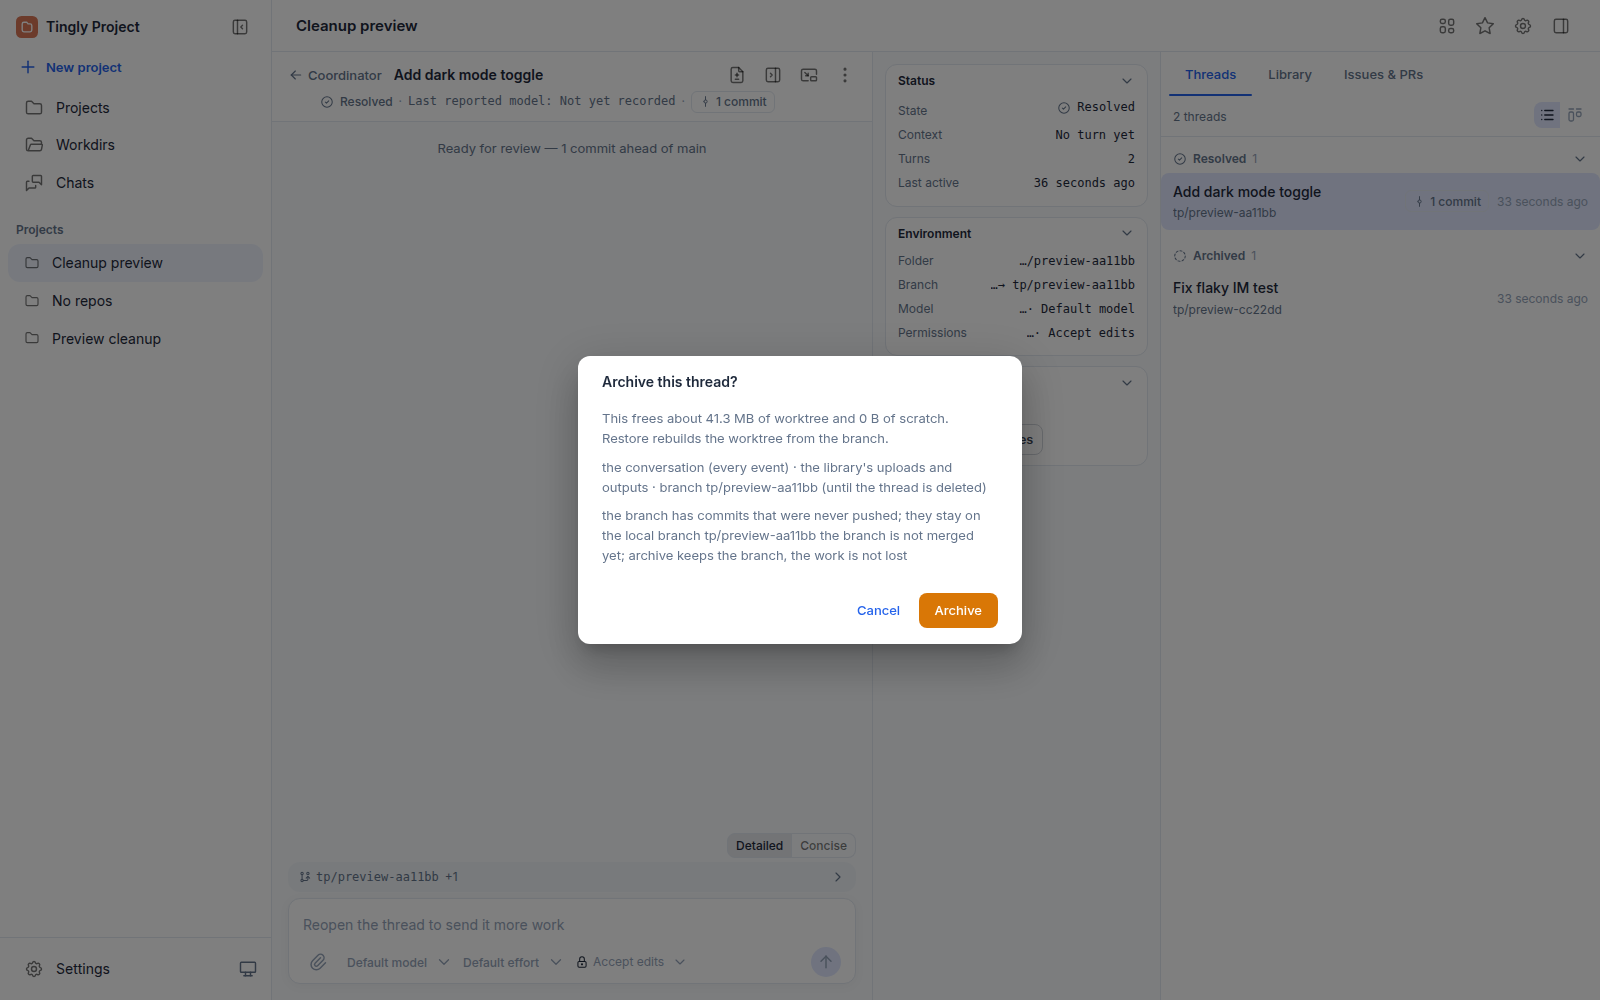 Tingly Project
New project
Projects
Workdirs
Chats
Projects
Cleanup preview
No repos
Preview cleanup
Settings
Cleanup preview
Coordinator
Add dark mode toggle
Resolved · Last reported model: Not yet recorded ·
1 commit
Ready for review — 1 commit ahead of main
Detailed
Concise
tp/preview-aa11bb +1
Reopen the thread to send it more work
Default model
Default effort
Accept edits
Status
State
Resolved
Context
No turn yet
Turns
2
Last active
36 seconds ago
Environment
Folder
…/preview-aa11bb
Branch
…→ tp/preview-aa11bb
Model
…· Default model
Permissions
…· Accept edits
es
Threads
Library
Issues & PRs
2 threads
Resolved 1
Add dark mode toggle
tp/preview-aa11bb
1 commit
33 seconds ago
Archived 1
Fix flaky IM test
tp/preview-cc22dd
33 seconds ago
Archive this thread?
This frees about 41.3 MB of worktree and 0 B of scratch.
Restore rebuilds the worktree from the branch.
the conversation (every event) · the library's uploads and
outputs · branch tp/preview-aa11bb (until the thread is deleted)
the branch has commits that were never pushed; they stay on
the local branch tp/preview-aa11bb the branch is not merged
yet; archive keeps the branch, the work is not lost
Cancel
Archive